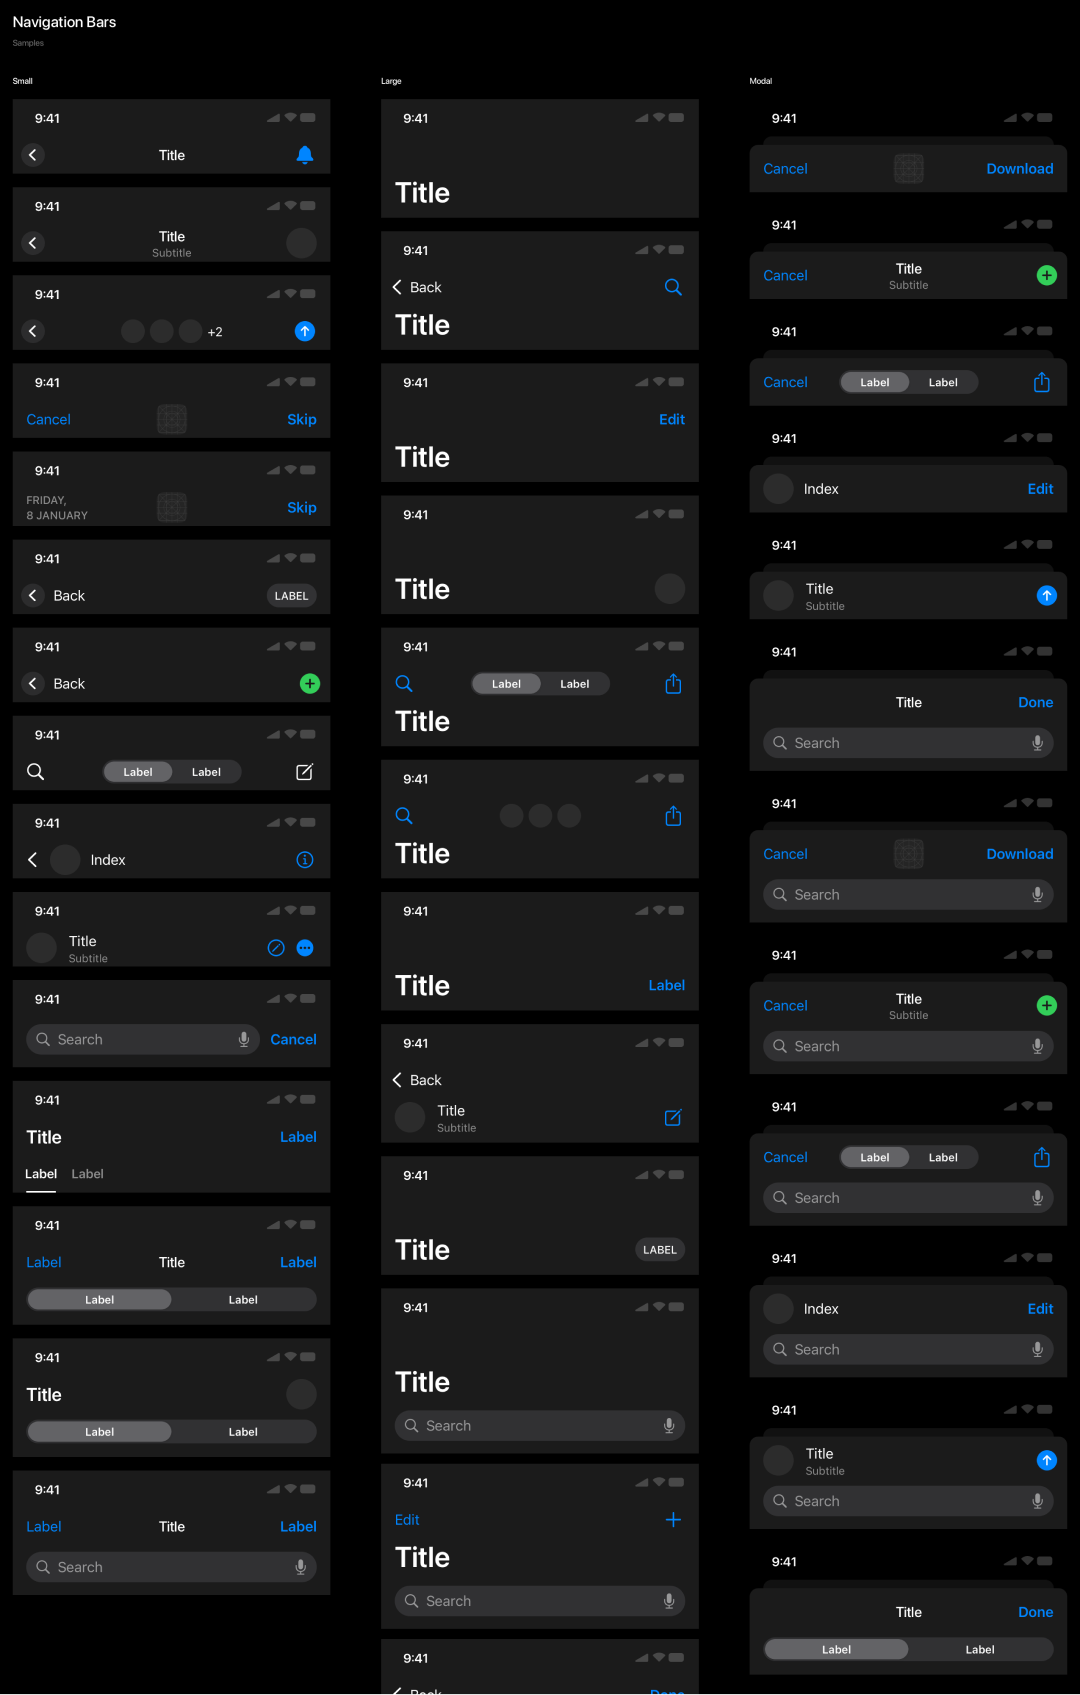 Navigation Bars
Samples
Small
9:41
Title
9:41
Title
Subtitle
9:41
+2
9:41
Cancel
Skip
9:41
FRIDAY,
8 JANUARY
Skip
9:41
Back
LABEL
9:41
Back
9:41
Label
Label
9:41
Index
9:41
Title
Subtitle
9:41
Search
Cancel
9:41
Title
Label
Label
Label
9:41
Label
Title
Label
Label
Label
9:41
Title
Label
Label
9:41
Label
Title
Label
Search
Large
9:41
Title
9:41
Back
Title
9:41
Edit
Title
9:41
Title
9:41
Label
Label
Title
9:41
Title
9:41
Title
Label
9:41
Back
Title
Subtitle
9:41
Title
LABEL
9:41
Title
Search
9:41
Edit
Title
Search
9:41
Back
Done
Modal
9:41
Cancel
Download
9:41
Cancel
Title
Subtitle
9:41
Cancel
Label
Label
9:41
Index
Edit
9:41
Title
Subtitle
9:41
Title
Done
Search
9:41
Cancel
Download
Search
9:41
Cancel
Title
Subtitle
Search
9:41
Cancel
Label
Label
Search
9:41
Index
Edit
Search
9:41
Title
Subtitle
Search
9:41
Title
Done
Label
Label